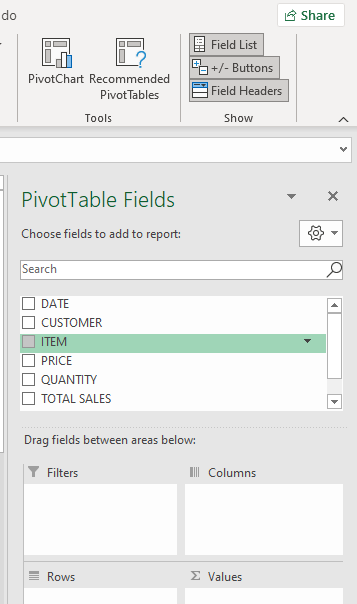 do
Share
PivotChart
Recommended
PivotTables
Field List
+/- Buttons
Field Headers
Tools
Show
PivotTable Fields
Choose fields to add to report:
Search
DATE
CUSTOMER
ITEM
PRICE
QUANTITY
TOTAL SALES
Drag fields between areas below:
Filters
Columns
Rows
Σ Values